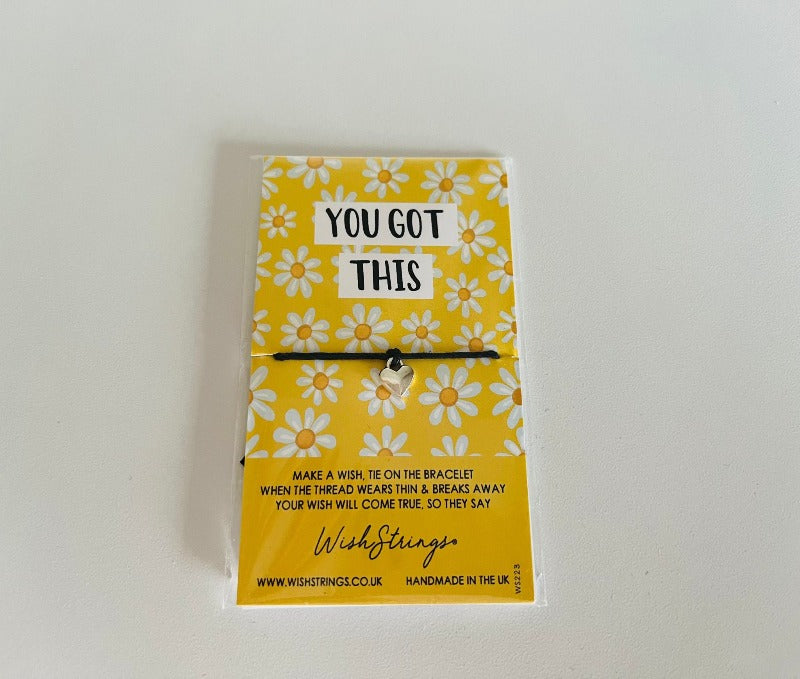 YOU GOT
THIS
MAKE A WISH, TIE ON THE BRACELET
WHEN THE THREAD WEARS THIN & BREAKS AWAY
YOUR WISH WILL COME TRUE, SO THEY SAY
WishStrings®
WWW.WISHSTRINGS.CO.UK HANDMADE IN THE UK
WS223